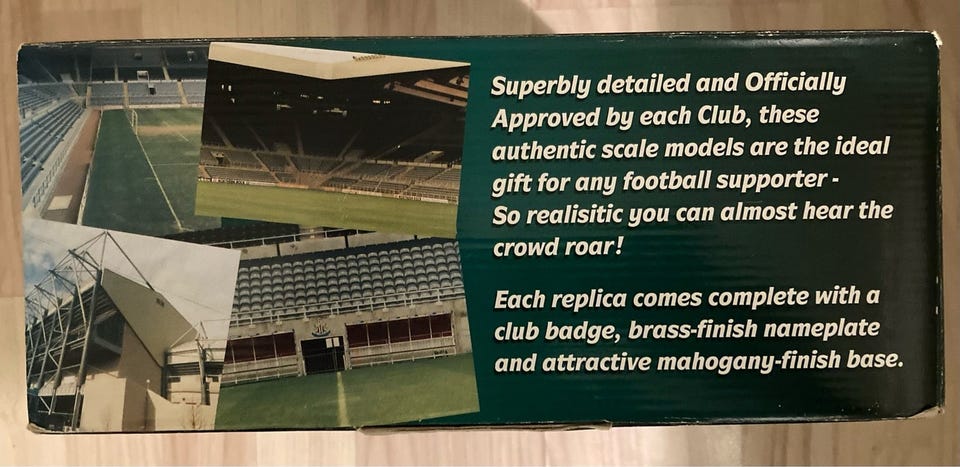 Superbly detailed and Officially
Approved by each Club, these
authentic scale models are the ideal
gift for any football supporter -
So realisitic you can almost hear the
crowd roar!
Each replica comes complete with a
club badge, brass-finish nameplate
and attractive mahogany-finish base.